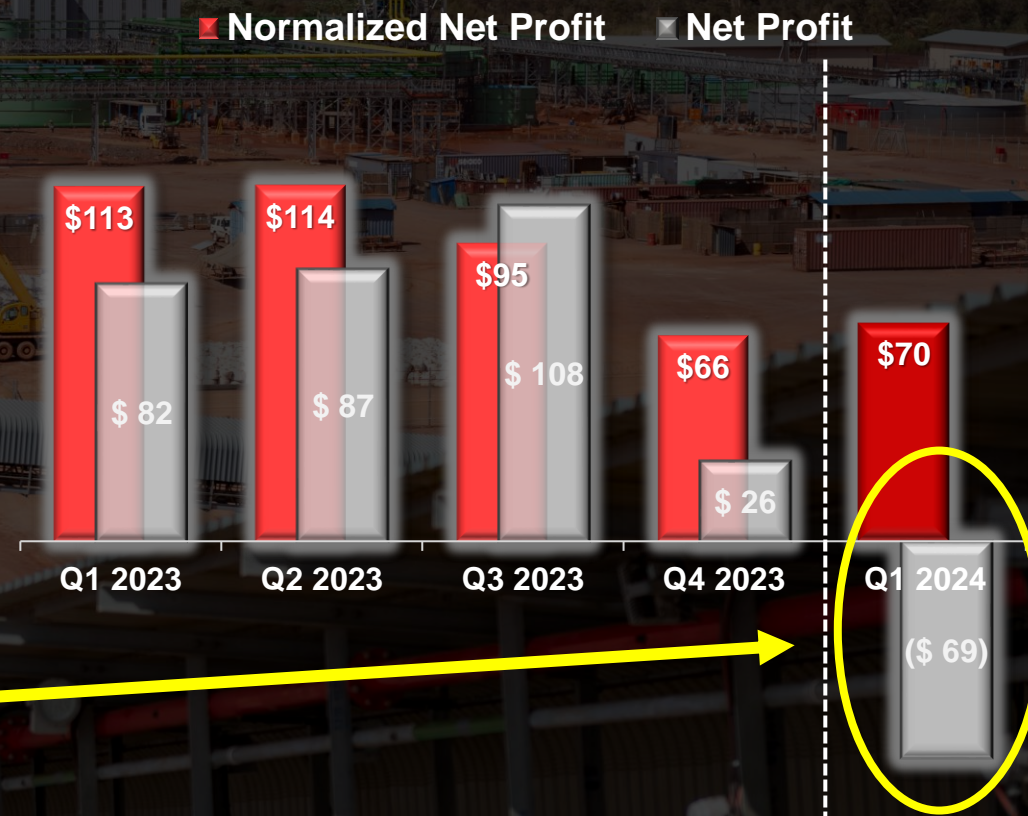 Normalized Net Profit Net Profit
$113 $114 $95 $66 $70
$ 82 $ 87 $ 108 $ 26 ($ 69)
Q1 2023 Q2 2023 Q3 2023 Q4 2023 Q1 2024